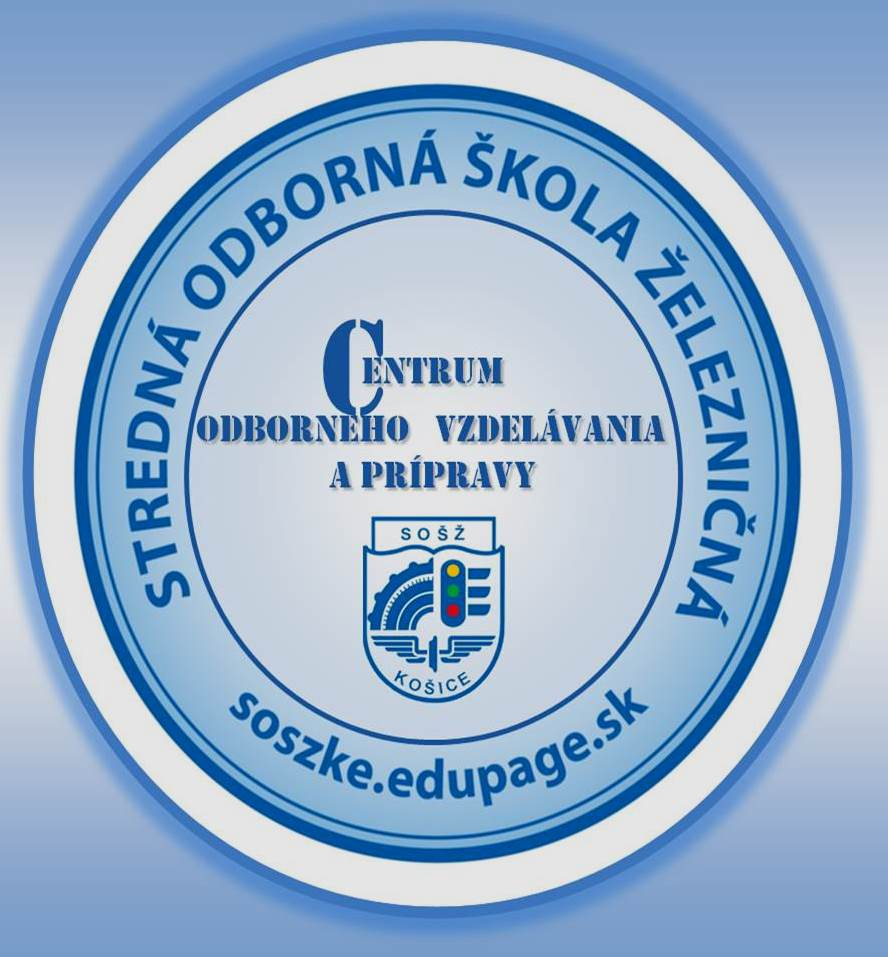 STREDNÁ ODBORNÁ ŠKOLA ŽELEZNIČNÁ
CENTRUM
ODBORNÉHO VZDELÁVANIA
A PRÍPRAVY
SOŠŽ
KOŠICE
soszke.edupage.sk